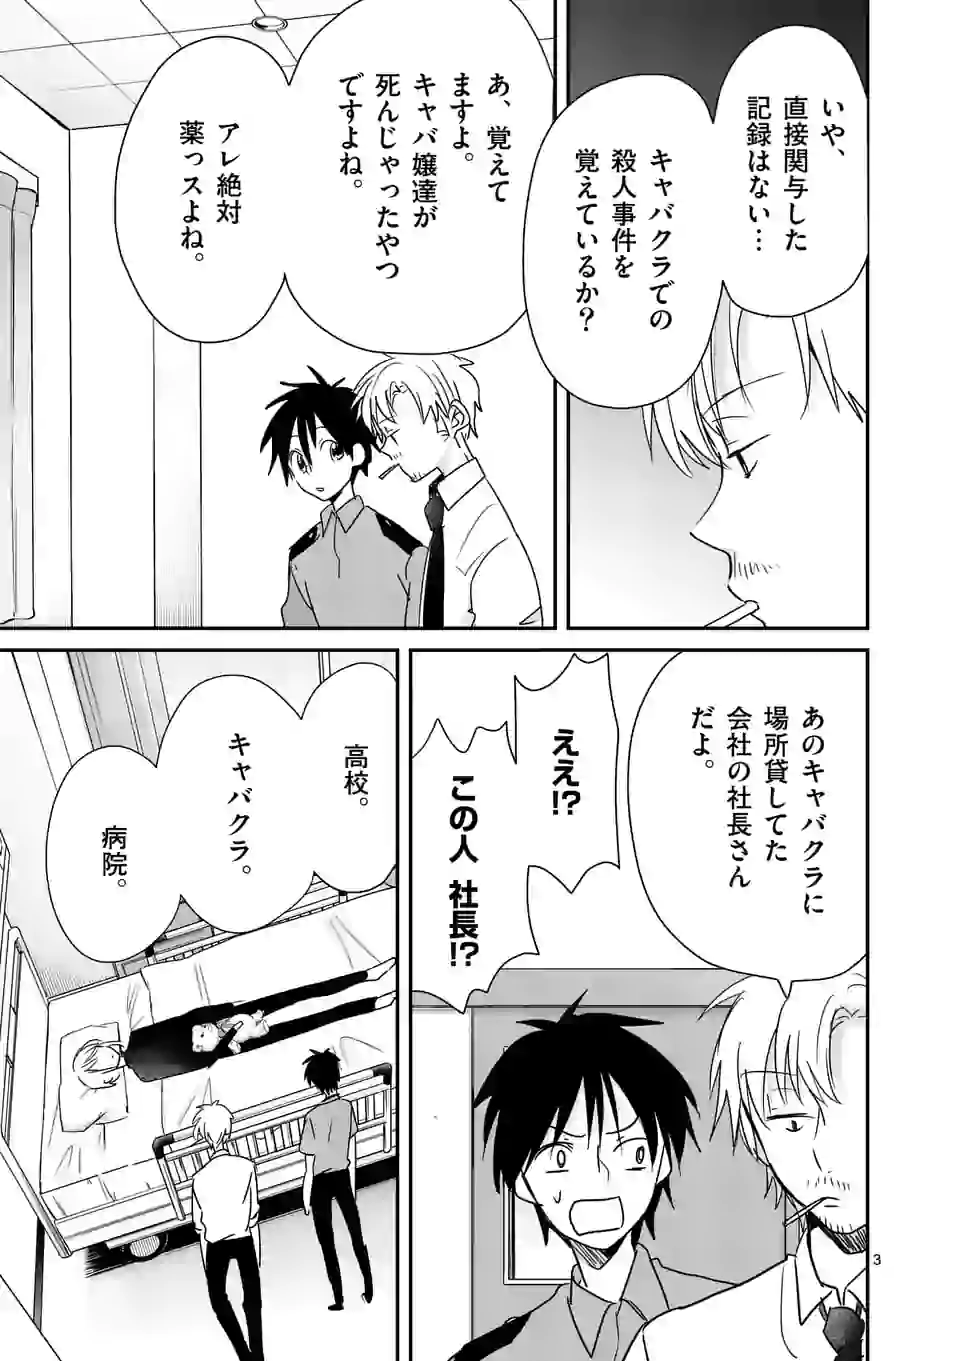 いや、
直接関与した
記録はない…
キャバクラでの
殺人事件を
覚えているか？
あ、覚えて
ますよ。
キャバ嬢達が
死んじゃったやつ
ですよね。
アレ絶対
薬っスよね。
あのキャバクラに
場所貸してた
会社の社長さん
だよ。
ええ!?
この人 社長!?
高校。
キャバクラ。
病院。
3